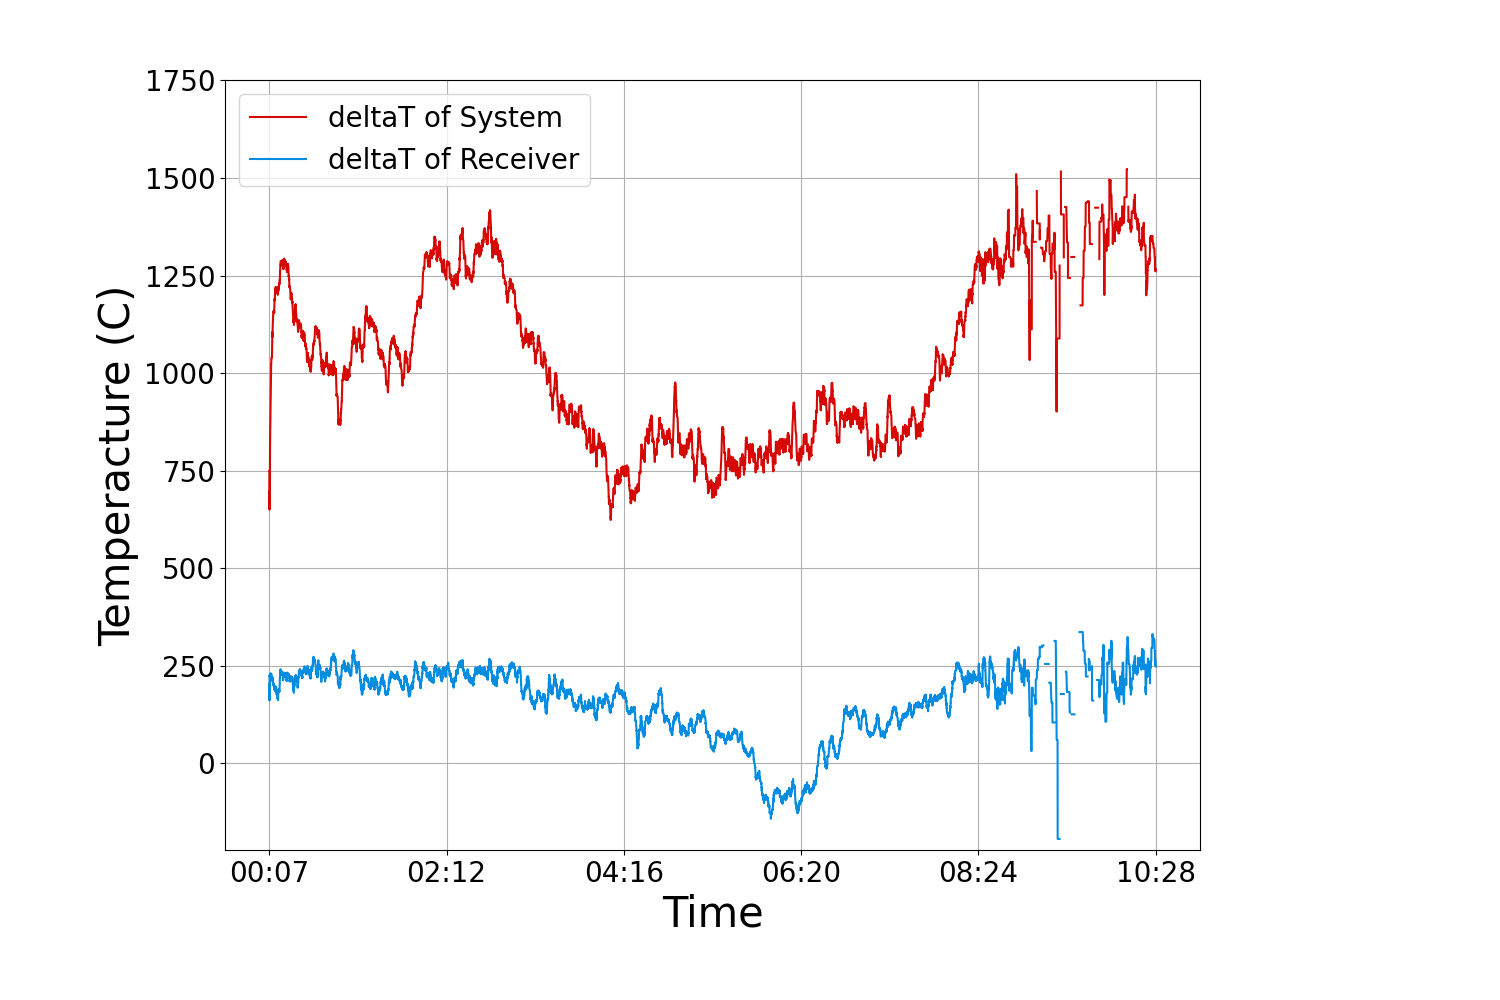 1750
1500
1250
1000
750
500
250
0
Temperacture (C)
deltaT of System
deltaT of Receiver
00:07 02:12 04:16 06:20 08:24 10:28
Time